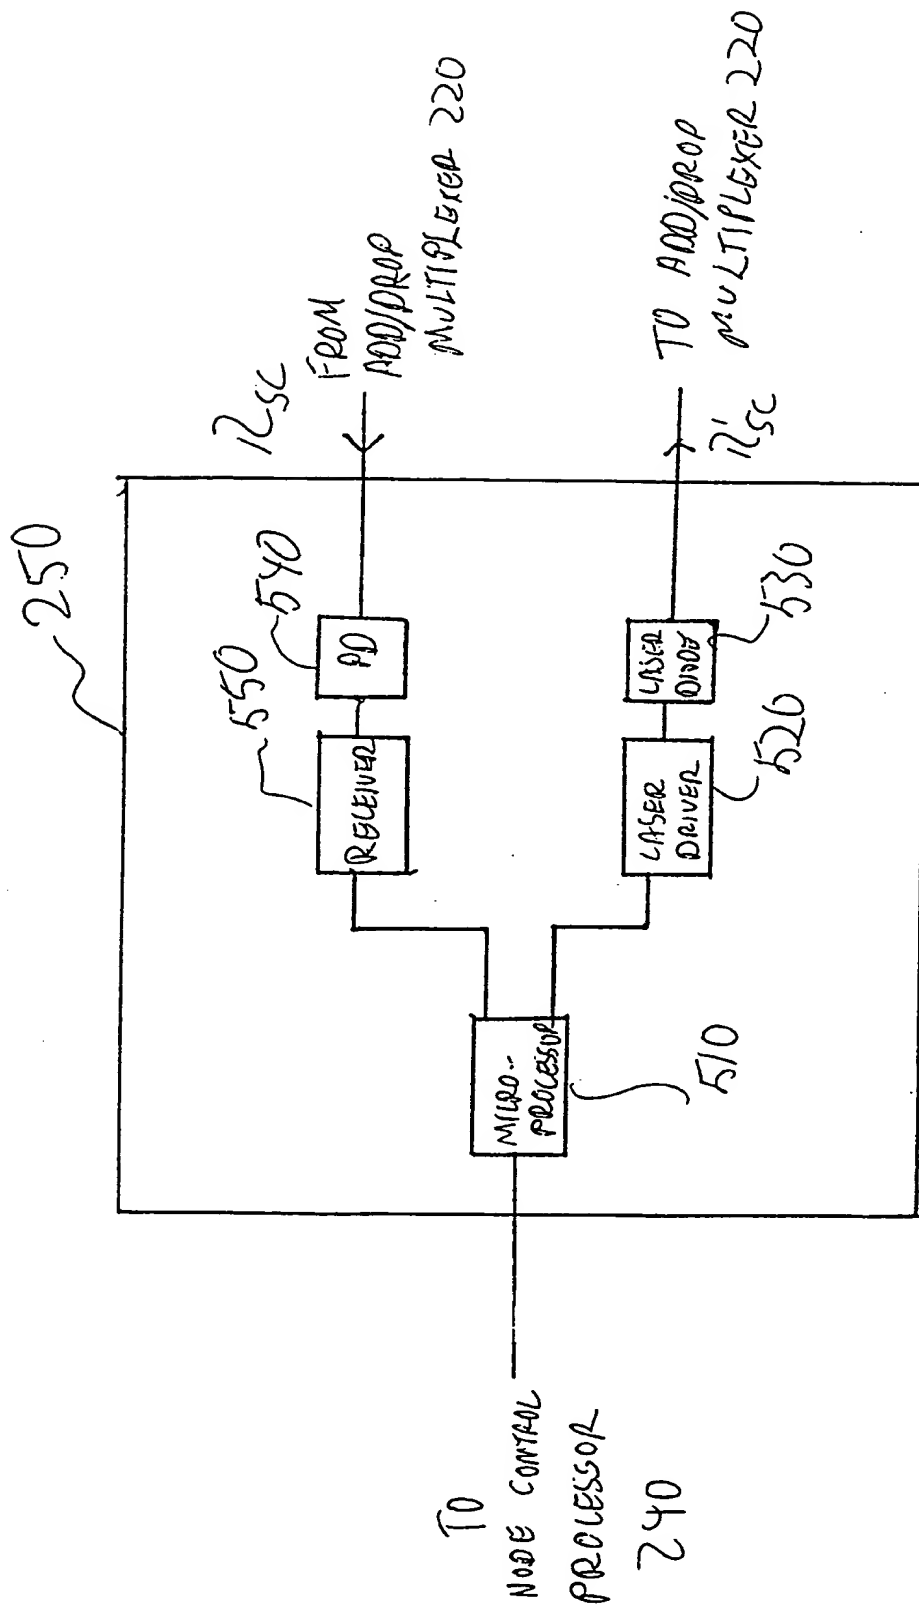 250
550
540
RECEIVER
PD
SC
FROM
ADD/DROP
MULTIPLEXER 220
MICRO-
PROCESSOR
510
LASER
DRIVER
520
LASER
DIODE
530
SC
TO ADD/DROP
MULTIPLEXER 220
TO
NODE CONTROL
PROCESSOR
240